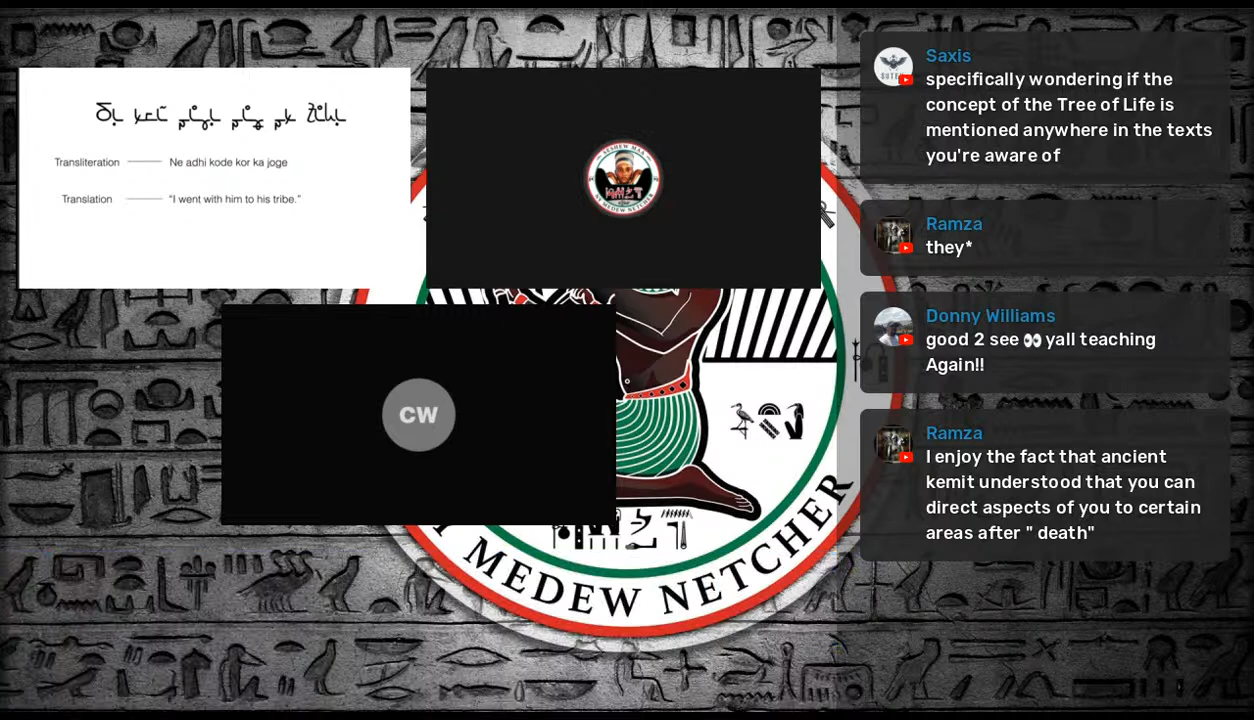 Transliteration
Ne adhi kode kor ka joge
Translation
“I went with him to his tribe.”
CW
MEDEW NETCHER
Saxis
specifically wondering if the
concept of the Tree of Life is
mentioned anywhere in the texts
you're aware of
Ramza
they*
Donny Williams
good 2 see 👀 yall teaching
Again!!
Ramza
I enjoy the fact that ancient
kemit understood that you can
direct aspects of you to certain
areas after " death"